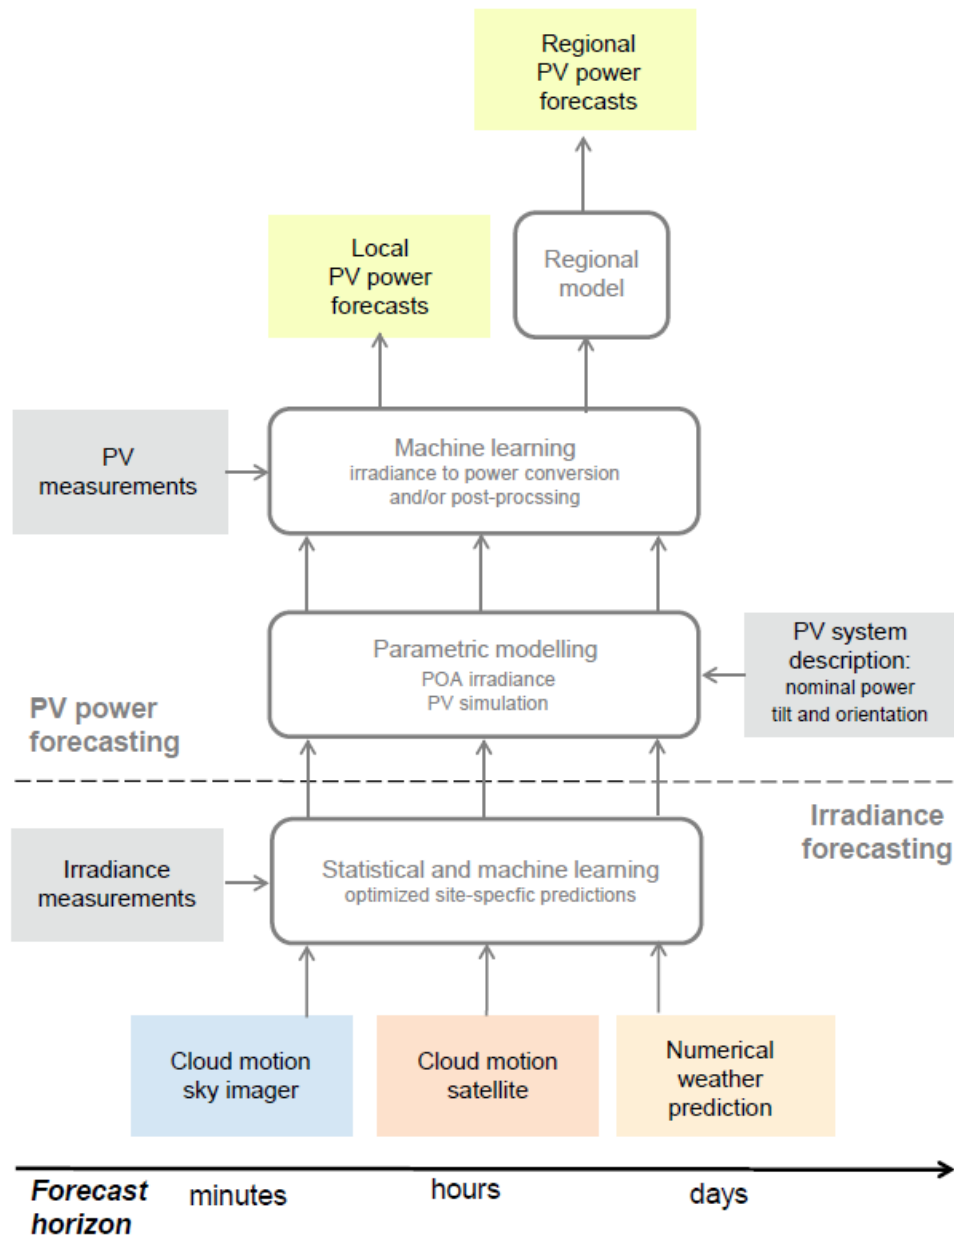 Regional
PV power
forecasts
Local
PV power
forecasts
Regional
model
PV
measurements
Machine learning
irradiance to power conversion
and/or post-procssing
Parametric modelling
POA irradiance
PV simulation
PV system
description:
nominal power
tilt and orientation
PV power
forecasting
Irradiance
forecasting
Irradiance
measurements
Statistical and machine learning
optimized site-specfic predictions
Cloud motion
sky imager
Cloud motion
satellite
Numerical
weather
prediction
Forecast
horizon
minutes
hours
days